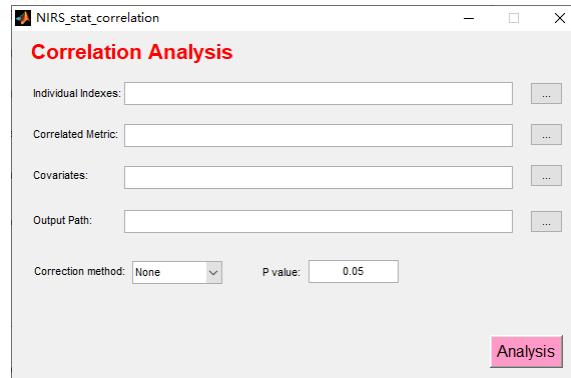 NIRS_stat_correlation
Correlation Analysis
Individual Indexes: ...
Correlated Metric: ...
Covariates: ...
Output Path: ...
Correction method: None P value: 0.05
Analysis